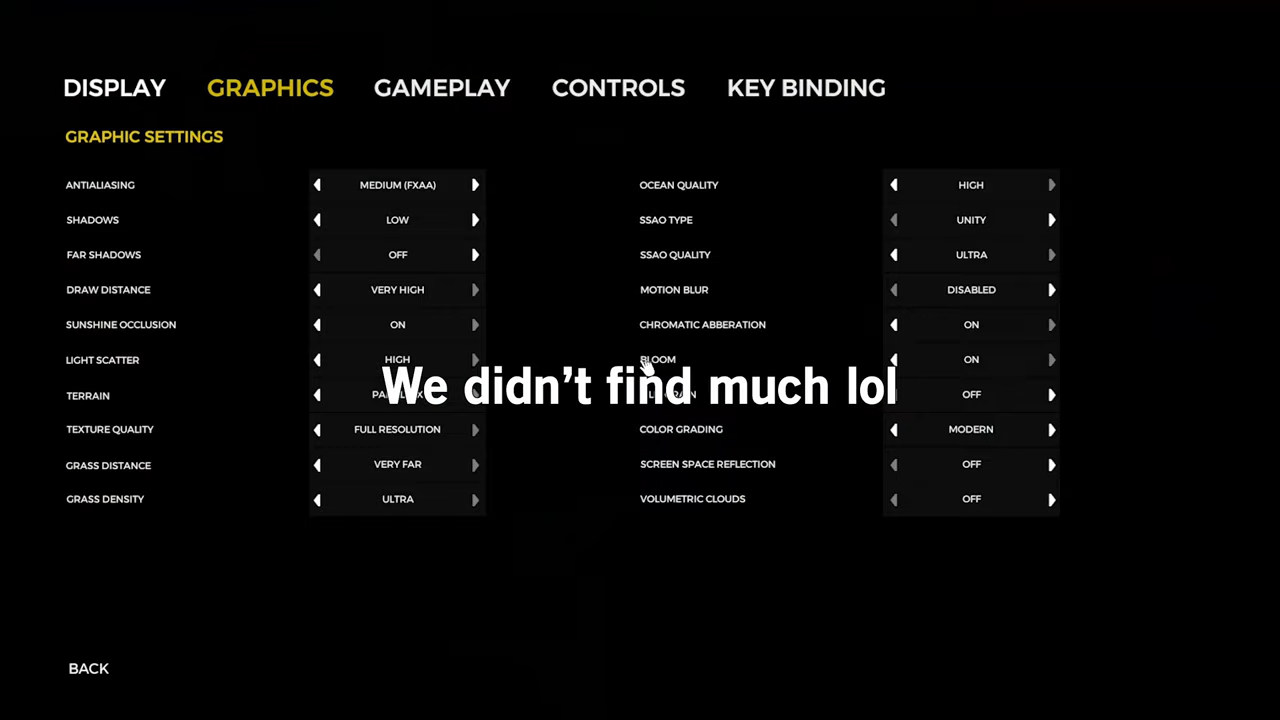 DISPLAY GRAPHICS GAMEPLAY CONTROLS KEY BINDING
GRAPHIC SETTINGS
ANTIALIASING MEDIUM (FXAA)
SHADOWS LOW
FAR SHADOWS OFF
DRAW DISTANCE VERY HIGH
SUNSHINE OCCLUSION ON
LIGHT SCATTER HIGH
TERRAIN
TEXTURE QUALITY FULL RESOLUTION
GRASS DISTANCE VERY FAR
GRASS DENSITY ULTRA
OCEAN QUALITY HIGH
SSAO TYPE UNITY
SSAO QUALITY ULTRA
MOTION BLUR DISABLED
CHROMATIC ABBERATION ON
BLOOM ON
OFF
COLOR GRADING MODERN
SCREEN SPACE REFLECTION OFF
VOLUMETRIC CLOUDS OFF
We didn't find much lol
BACK